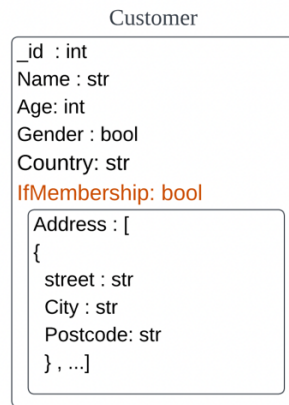 Customer
_id : int
Name : str
Age: int
Gender : bool
Country: str
IfMembership: bool
Address : [
{
street : str
City : str
Postcode: str
} , ...]